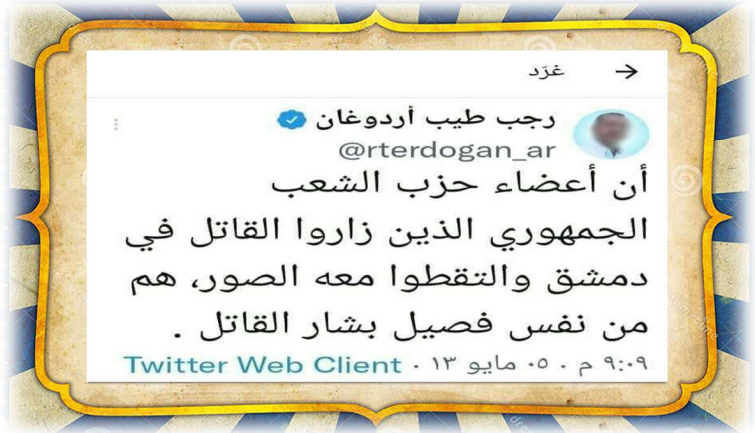 غرّد
رجب طيب أردوغان
@rterdogan_ar
أن أعضاء حزب الشعب
الجمهوري الذين زاروا القاتل في
دمشق والتقطوا معه الصور، هم
من نفس فصيل بشار القاتل .
٩:٠٩ م . ٠٥ مايو ١٣ . Twitter Web Client